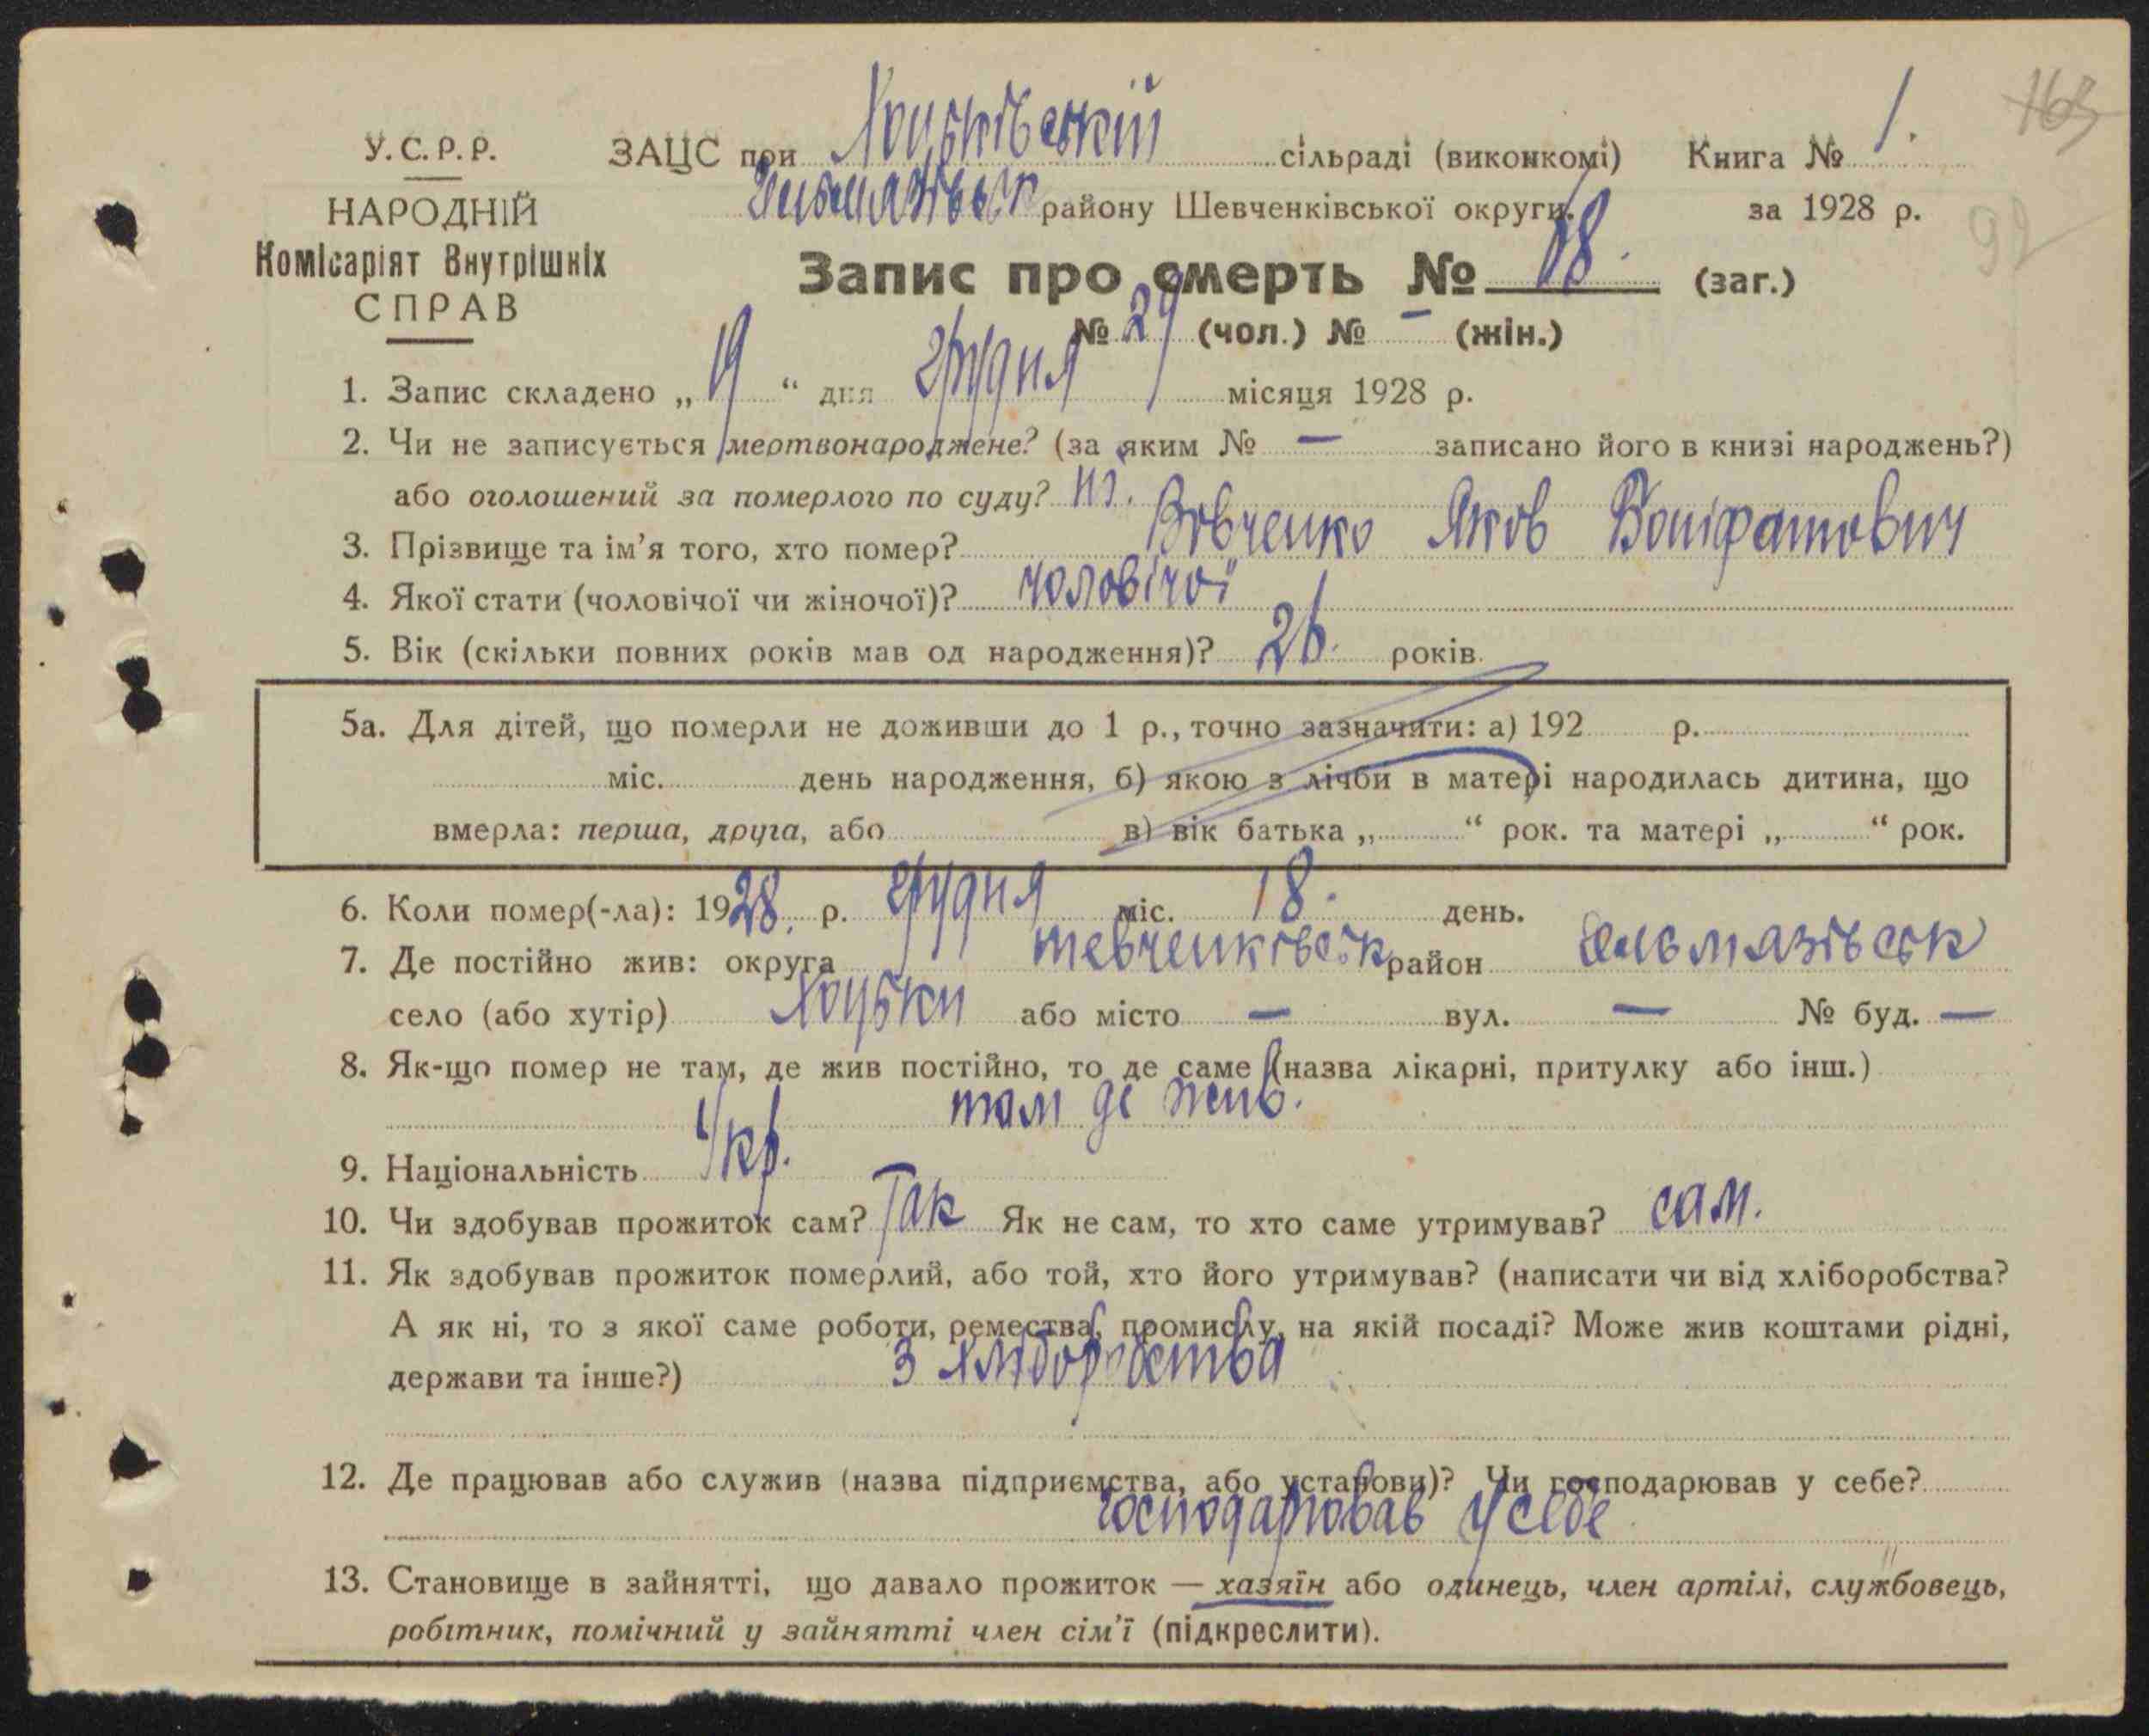 У.С.Р.Р.
НАРОДНІЙ
Комісаріят Внутрішніх
СПРАВ
ЗАЦС при Хоцьківській сільраді (виконкомі) Книга № 1.
району Шевченківської округи. за 1928 р.
163
92
Запис про смерть № 68. (заг.)
№ 29 (чол.) № — (жін.)
1. Запис складено „19“ дня грудня місяця 1928 р.
2. Чи не записується мертвонароджене? (за яким № — записано його в книзі народжень?)
або оголошений за померлого по суду? ні.
3. Прізвище та ім’я того, хто помер? Вовченко Яков Воніфатович
4. Якої стати (чоловічої чи жіночої)? чоловічої
5. Вік (скільки повних років мав од народження)? 26. років.
5а. Для дітей, що померли не доживши до 1 р., точно зазначити: а) 192 р.
міс. день народження, б) якою з лічби в матері народилась дитина, що
вмерла: перша, друга, або в) вік батька „ “ рок. та матері „ “ рок.
6. Коли помер(-ла): 1928. р. грудня міс. 18. день.
7. Де постійно жив: округа Шевченківськ район Гельмязівськ
село (або хутір) Хоцьки або місто — вул. — № буд. —
8. Як-що помер не там, де жив постійно, то де саме (назва лікарні, притулку або інш.)
там де жив.
9. Національність Укр.
10. Чи здобував прожиток сам? Так Як не сам, то хто саме утримував? сам.
11. Як здобував прожиток померлий, або той, хто його утримував? (написати чи від хліборобства?
А як ні, то з якої саме роботи, ремества, промислу, на якій посаді? Може жив коштами рідні,
держави та інше?) З хліборобства
12. Де працював або служив (назва підприємства, або установи)? Чи господарював у себе?
господарював у себе
13. Становище в зайнятті, що давало прожиток — хазяїн або одинець, член артілі, службовець,
робітник, помічний у зайнятті член сім’ї (підкреслити).